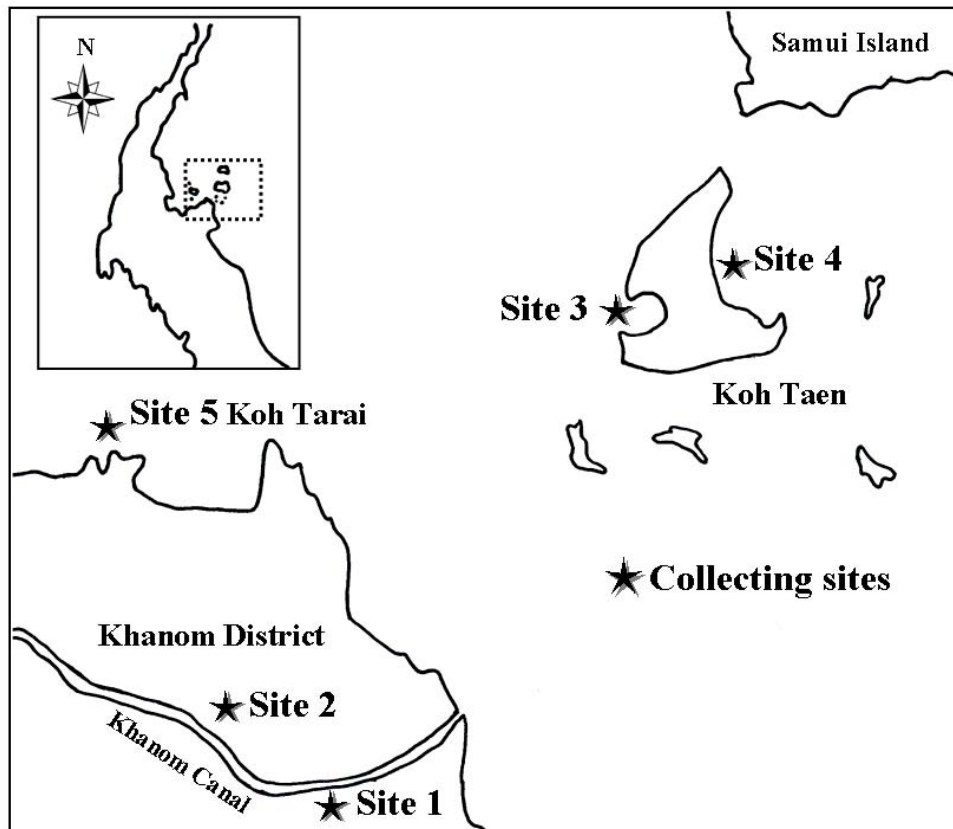 Samui Island
N
Site 4
Site 3
Koh Taen
Site 5 Koh Tarai
Collecting sites
Khanom District
Site 2
Khanom Canal
Site 1